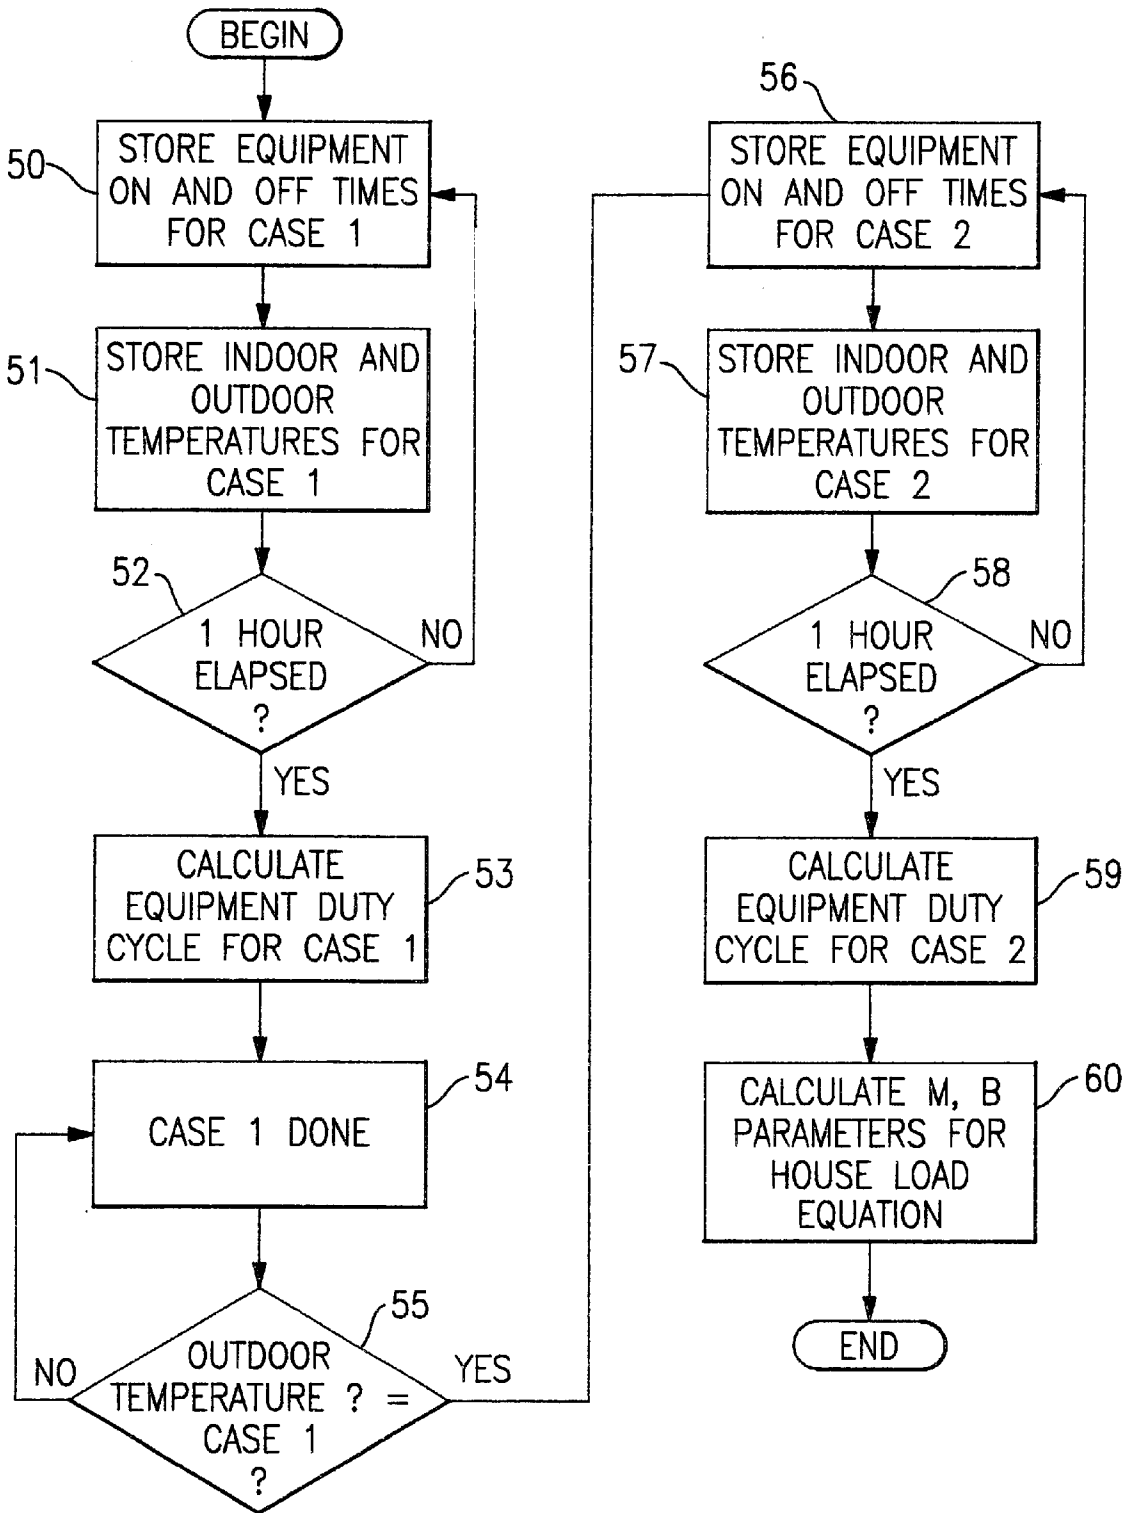 BEGIN
50
STORE EQUIPMENT
ON AND OFF TIMES
FOR CASE 1
51
STORE INDOOR AND
OUTDOOR
TEMPERATURES FOR
CASE 1
52
1 HOUR
ELAPSED
?
NO
YES
CALCULATE
EQUIPMENT DUTY
CYCLE FOR CASE 1
53
CASE 1 DONE
54
55
OUTDOOR
TEMPERATURE ? =
CASE 1
?
NO
YES
56
STORE EQUIPMENT
ON AND OFF TIMES
FOR CASE 2
57
STORE INDOOR AND
OUTDOOR
TEMPERATURES FOR
CASE 2
58
1 HOUR
ELAPSED
?
NO
YES
CALCULATE
EQUIPMENT DUTY
CYCLE FOR CASE 2
59
CALCULATE M, B
PARAMETERS FOR
HOUSE LOAD
EQUATION
60
END